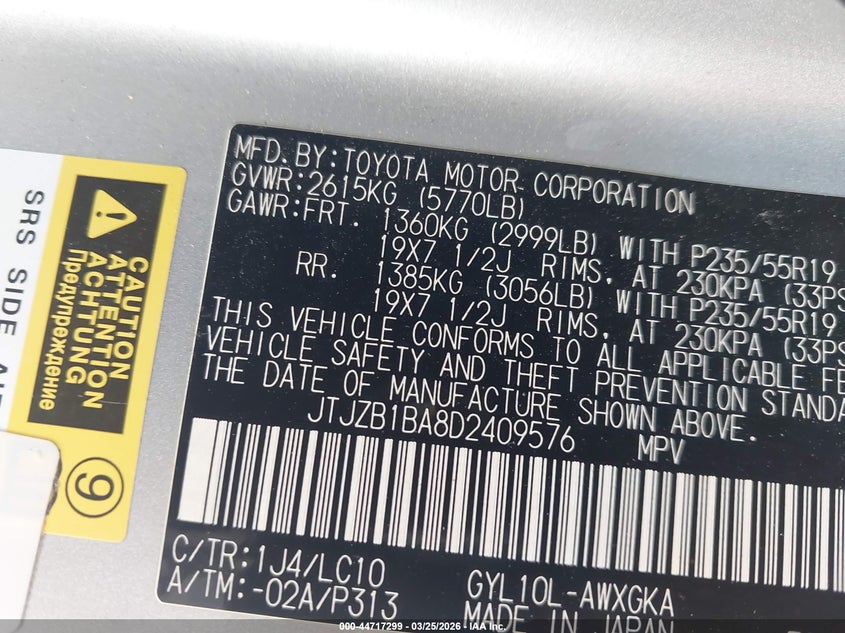 MFD. BY: TOYOTA MOTOR CORPORATION
GVWR: 2615KG (5770LB)
GAWR: FRT. 1360KG (2999LB) WITH P235/55R19
19X7 1/2J RIMS, AT 230KPA (33PS
RR. 1385KG (3056LB) WITH P235/55R19
19X7 1/2J RIMS, AT 230KPA (33PS
THIS VEHICLE CONFORMS TO ALL APPLICABLE FE
VEHICLE SAFETY AND THEFT PREVENTION STANDA
THE DATE OF MANUFACTURE SHOWN ABOVE.
JTJZB1BA8D2409576 MPV
C/TR: 1J4/LC10 GYL10L-AWXGKA
A/TM: -02A/P313 MADE IN JAPAN
SRS SIDE
CAUTION
ATTENTION
ACHTUNG
Предупреждение
9
000-44717299 - 03/25/2026 - IAA Inc.